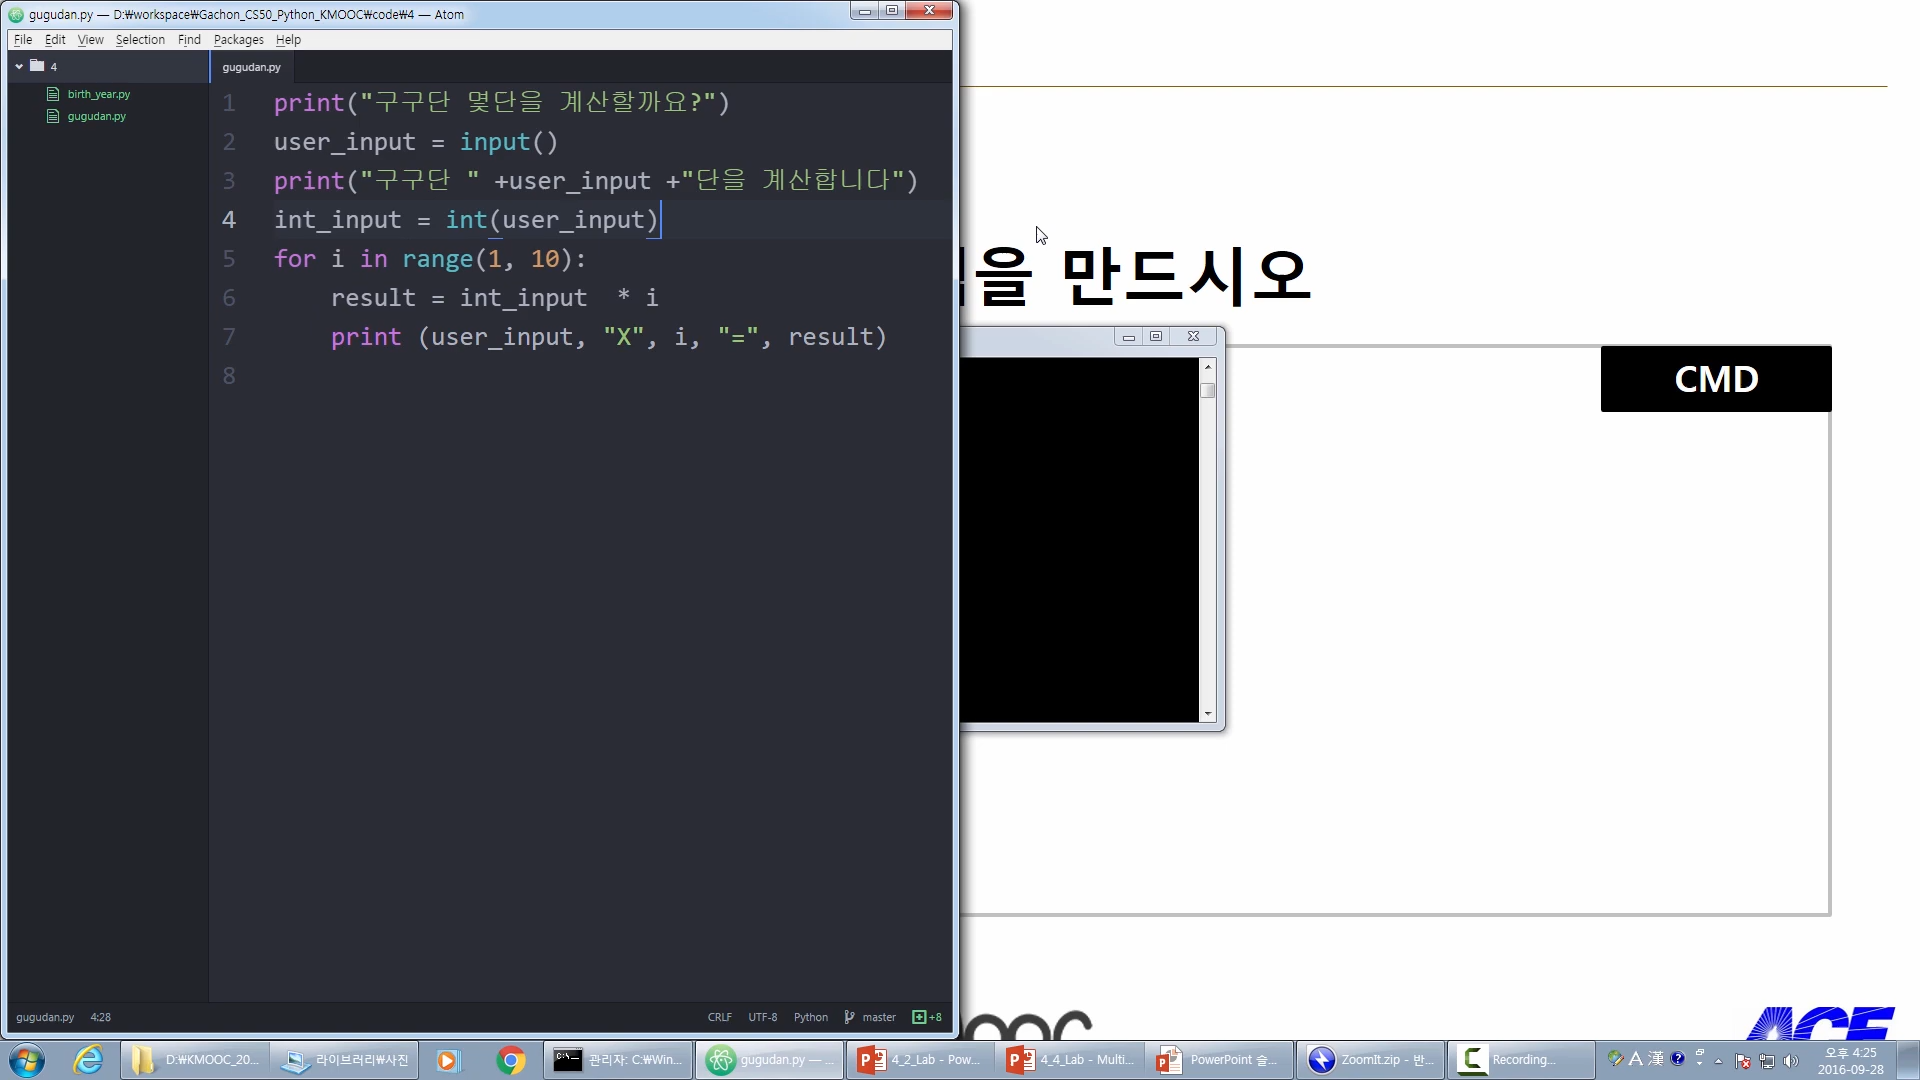 gugudan.py — D:₩workspace₩Gachon_CS50_Python_KMOOC₩code₩4 — Atom
File Edit View Selection Find Packages Help
4
birth_year.py
gugudan.py
gugudan.py
1 print("구구단 몇단을 계산할까요?")
2 user_input = input()
3 print("구구단 " +user_input +"단을 계산합니다")
4 int_input = int(user_input)
5 for i in range(1, 10):
6 result = int_input  * i
7 print (user_input, "X", i, "=", result)
8
을 만드시오
CMD
gugudan.py 4:28 CRLF UTF-8 Python master +8
ACE
D:₩KMOOC_20... 라이브러리₩사진 관리자: C:₩Win... gugudan.py — ... 4_2_Lab - Pow... 4_4_Lab - Multi... PowerPoint 슬... ZoomIt.zip - 반... Recording... A 漢
오후 4:25
2016-09-28